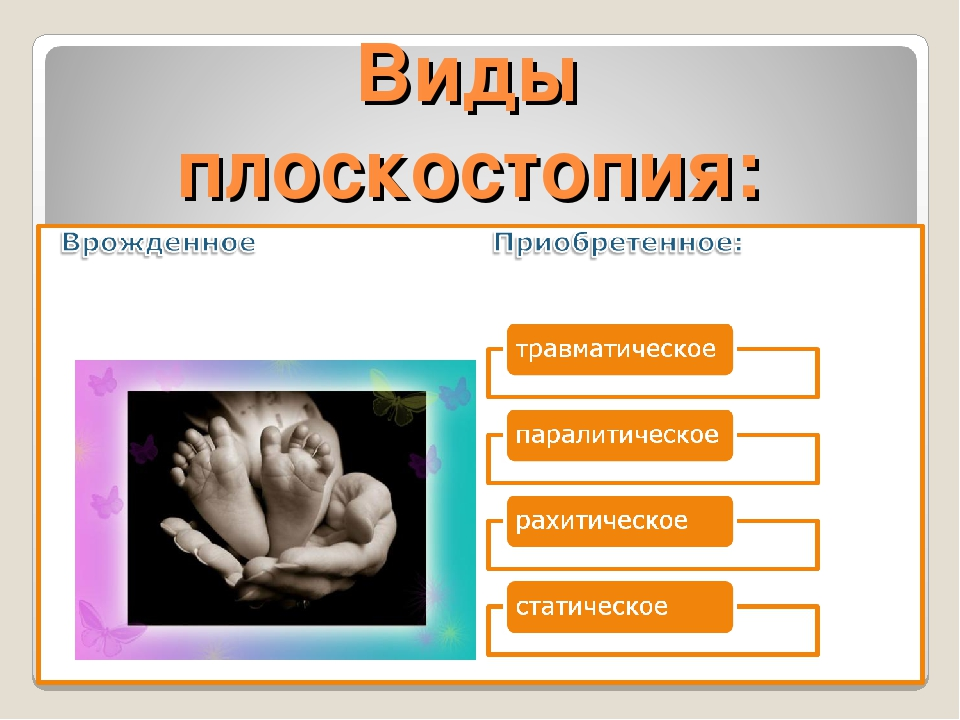 Виды
плоскостопия:
Врожденное
Приобретенное:
травматическое
паралитическое
рахитическое
статическое